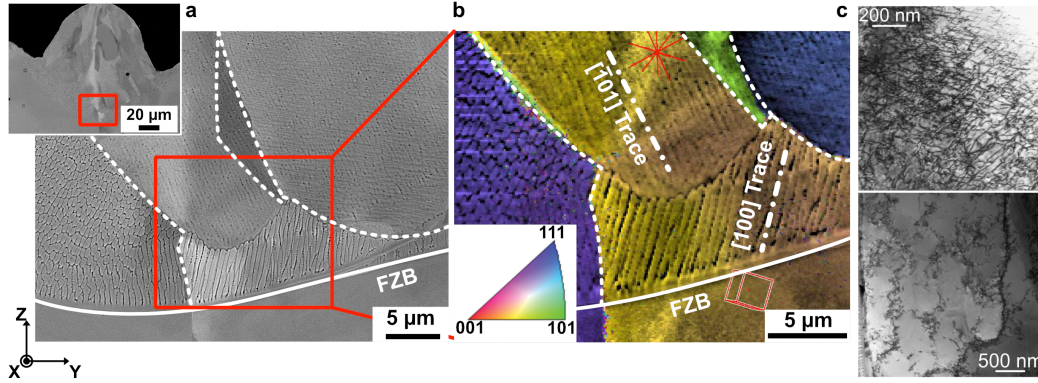 a
20 μm
FZB
5 μm
Z
X
Y
b
[1̄01] Trace
[100] Trace
111
001
101
FZB
5 μm
c
200 nm
500 nm